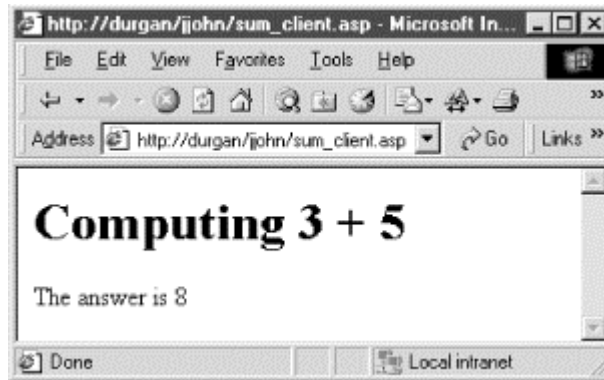 http://durgan/jjohn/sum_client.asp - Microsoft In...
File Edit View Favorites Tools Help
»
Address http://durgan/jjohn/sum_client.asp Go Links »
Computing 3 + 5
The answer is 8
Done Local intranet